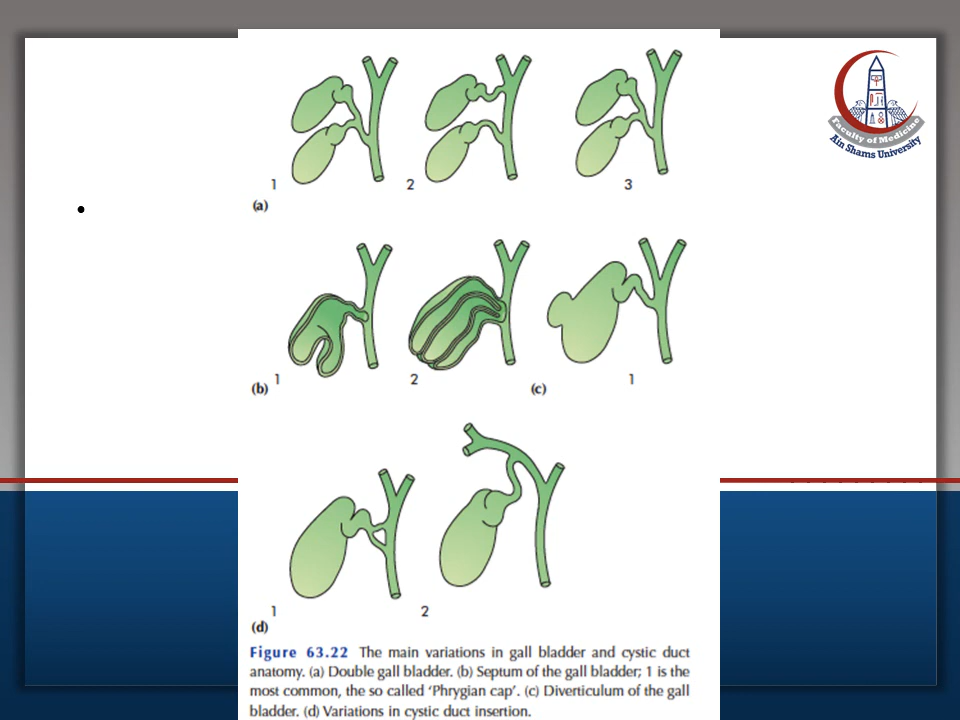 Faculty of Medicine
Ain Shams University
1 2 3
(a)
1 2 1
(b) (c)
1 2
(d)
Figure 63.22 The main variations in gall bladder and cystic duct
anatomy. (a) Double gall bladder. (b) Septum of the gall bladder; 1 is the
most common, the so called ‘Phrygian cap’. (c) Diverticulum of the gall
bladder. (d) Variations in cystic duct insertion.